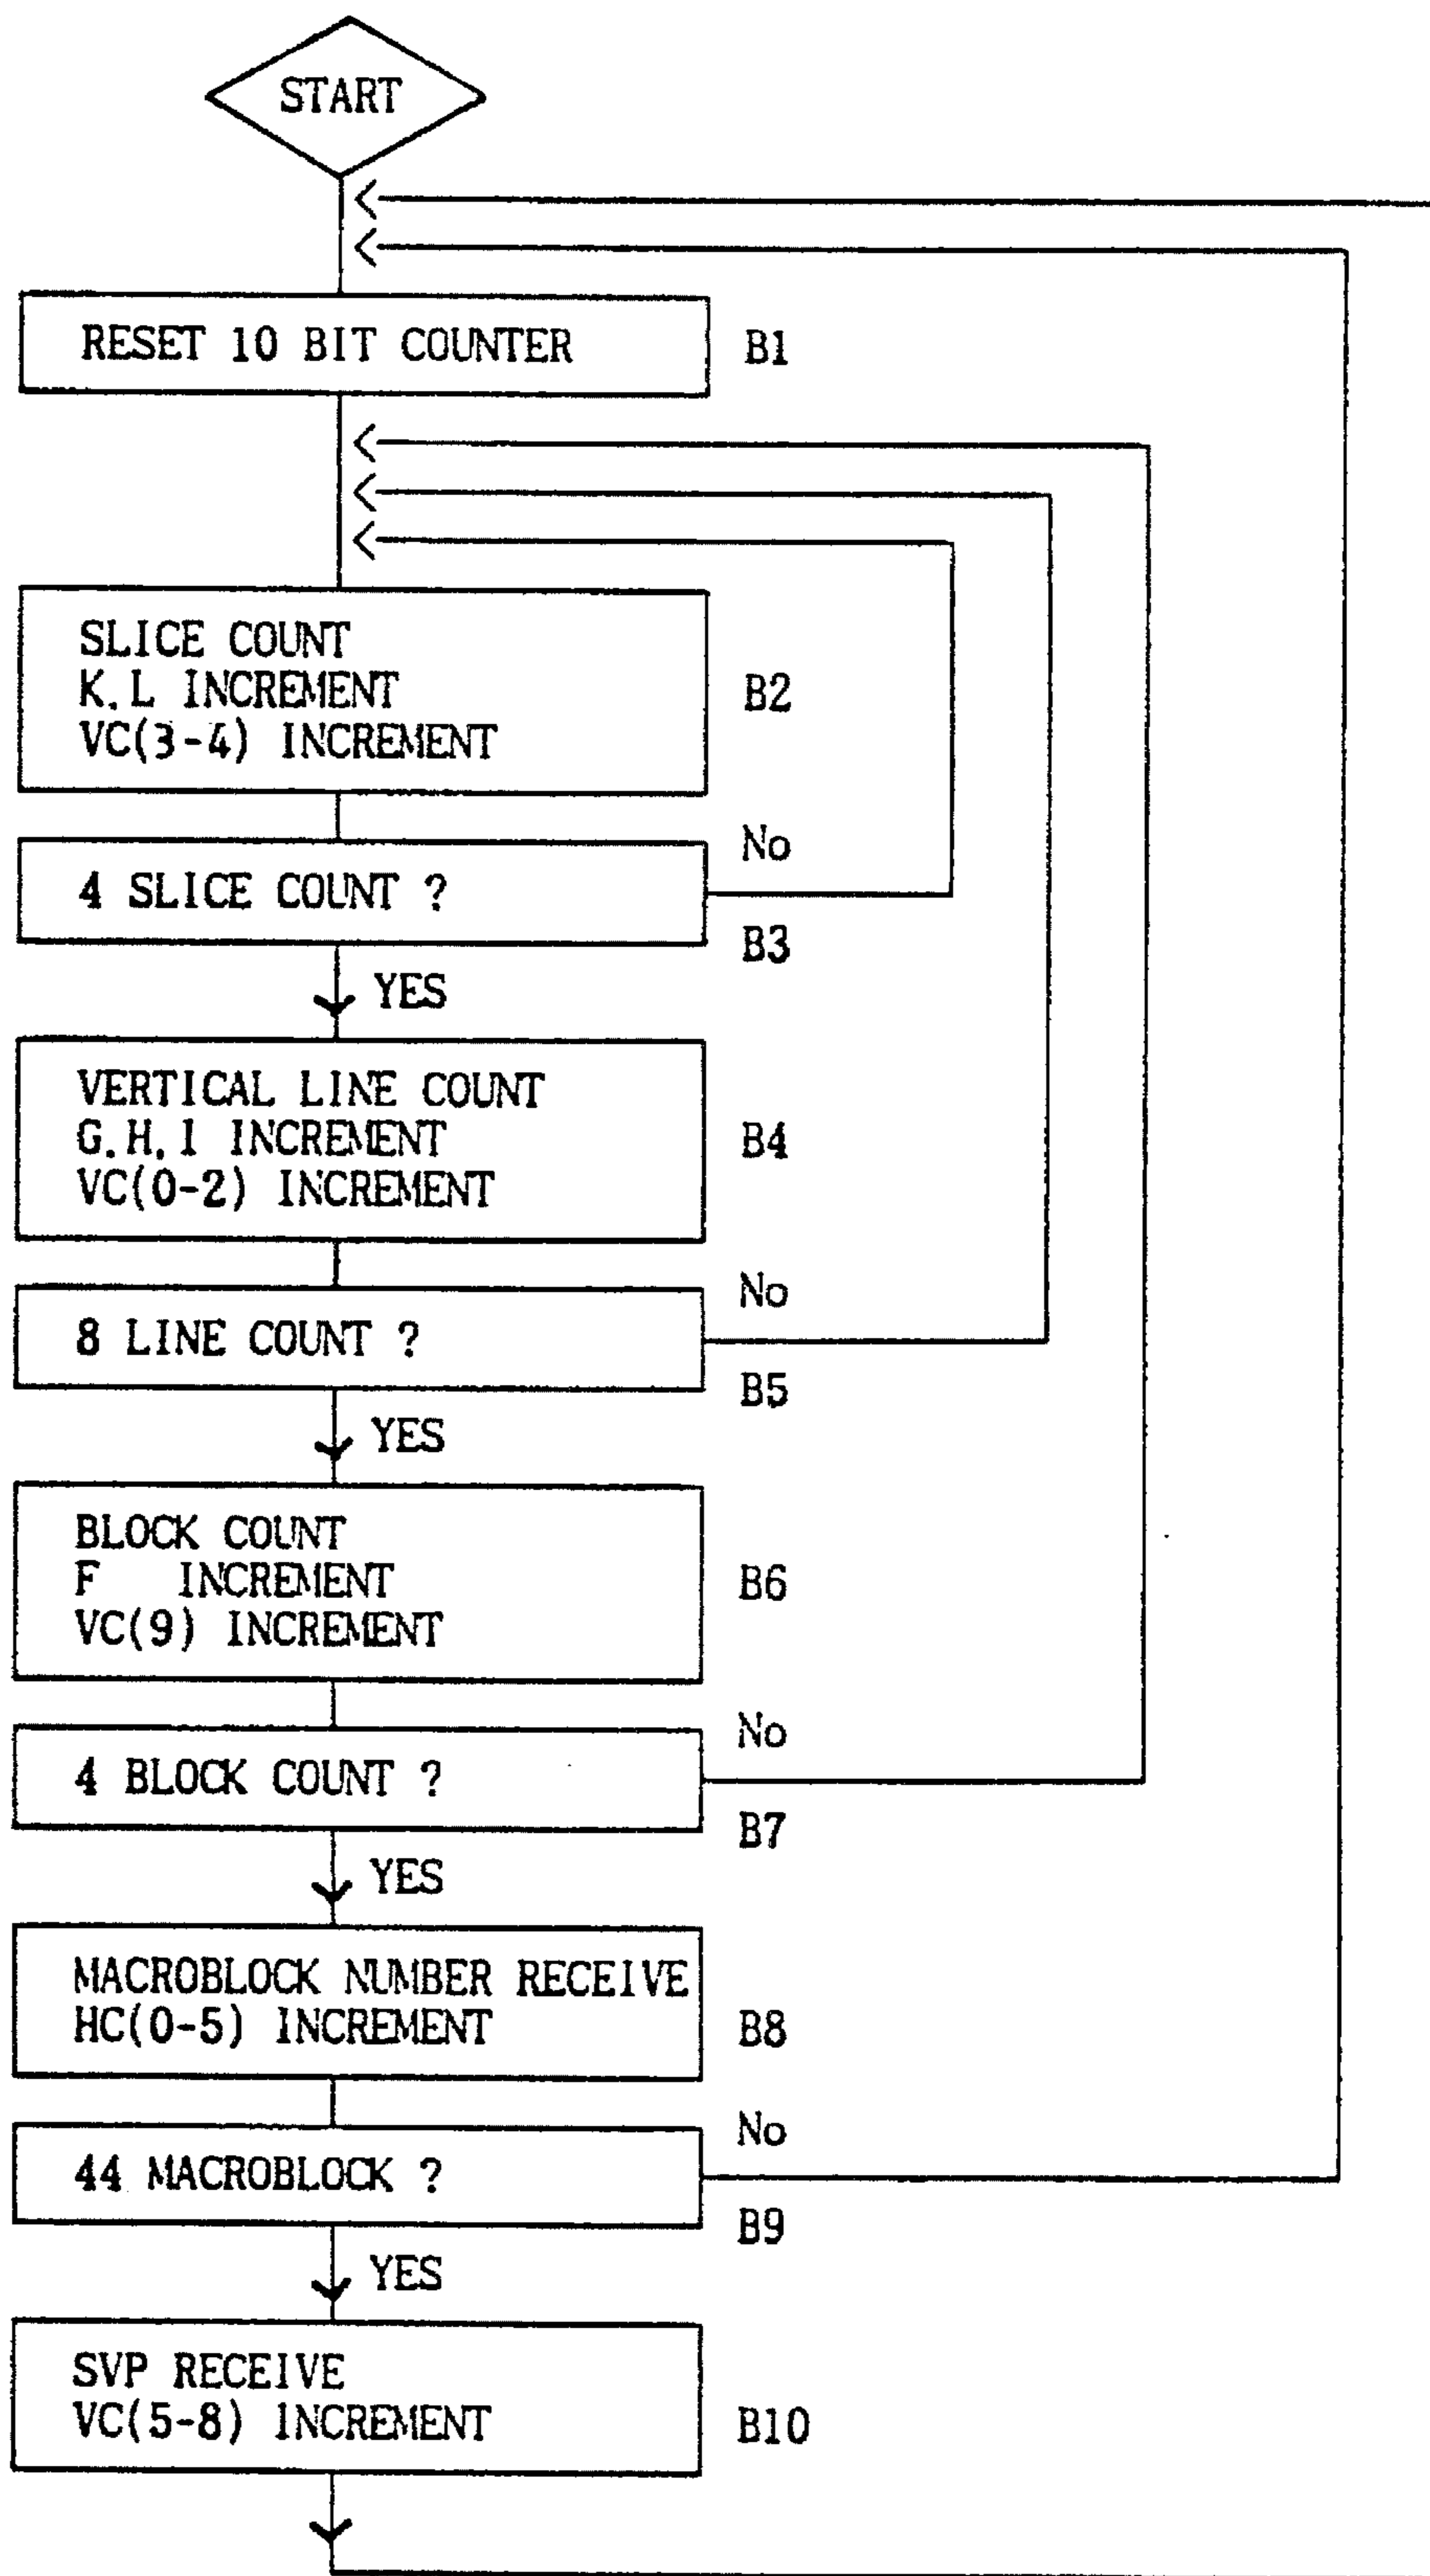 START
RESET 10 BIT COUNTER
B1
SLICE COUNT
K.L INCREMENT
VC(3-4) INCREMENT
B2
No
4 SLICE COUNT ?
B3
YES
VERTICAL LINE COUNT
G.H.I INCREMENT
VC(0-2) INCREMENT
B4
No
8 LINE COUNT ?
B5
YES
BLOCK COUNT
F INCREMENT
VC(9) INCREMENT
B6
No
4 BLOCK COUNT ?
B7
YES
MACROBLOCK NUMBER RECEIVE
HC(0-5) INCREMENT
B8
No
44 MACROBLOCK ?
B9
YES
SVP RECEIVE
VC(5-8) INCREMENT
B10